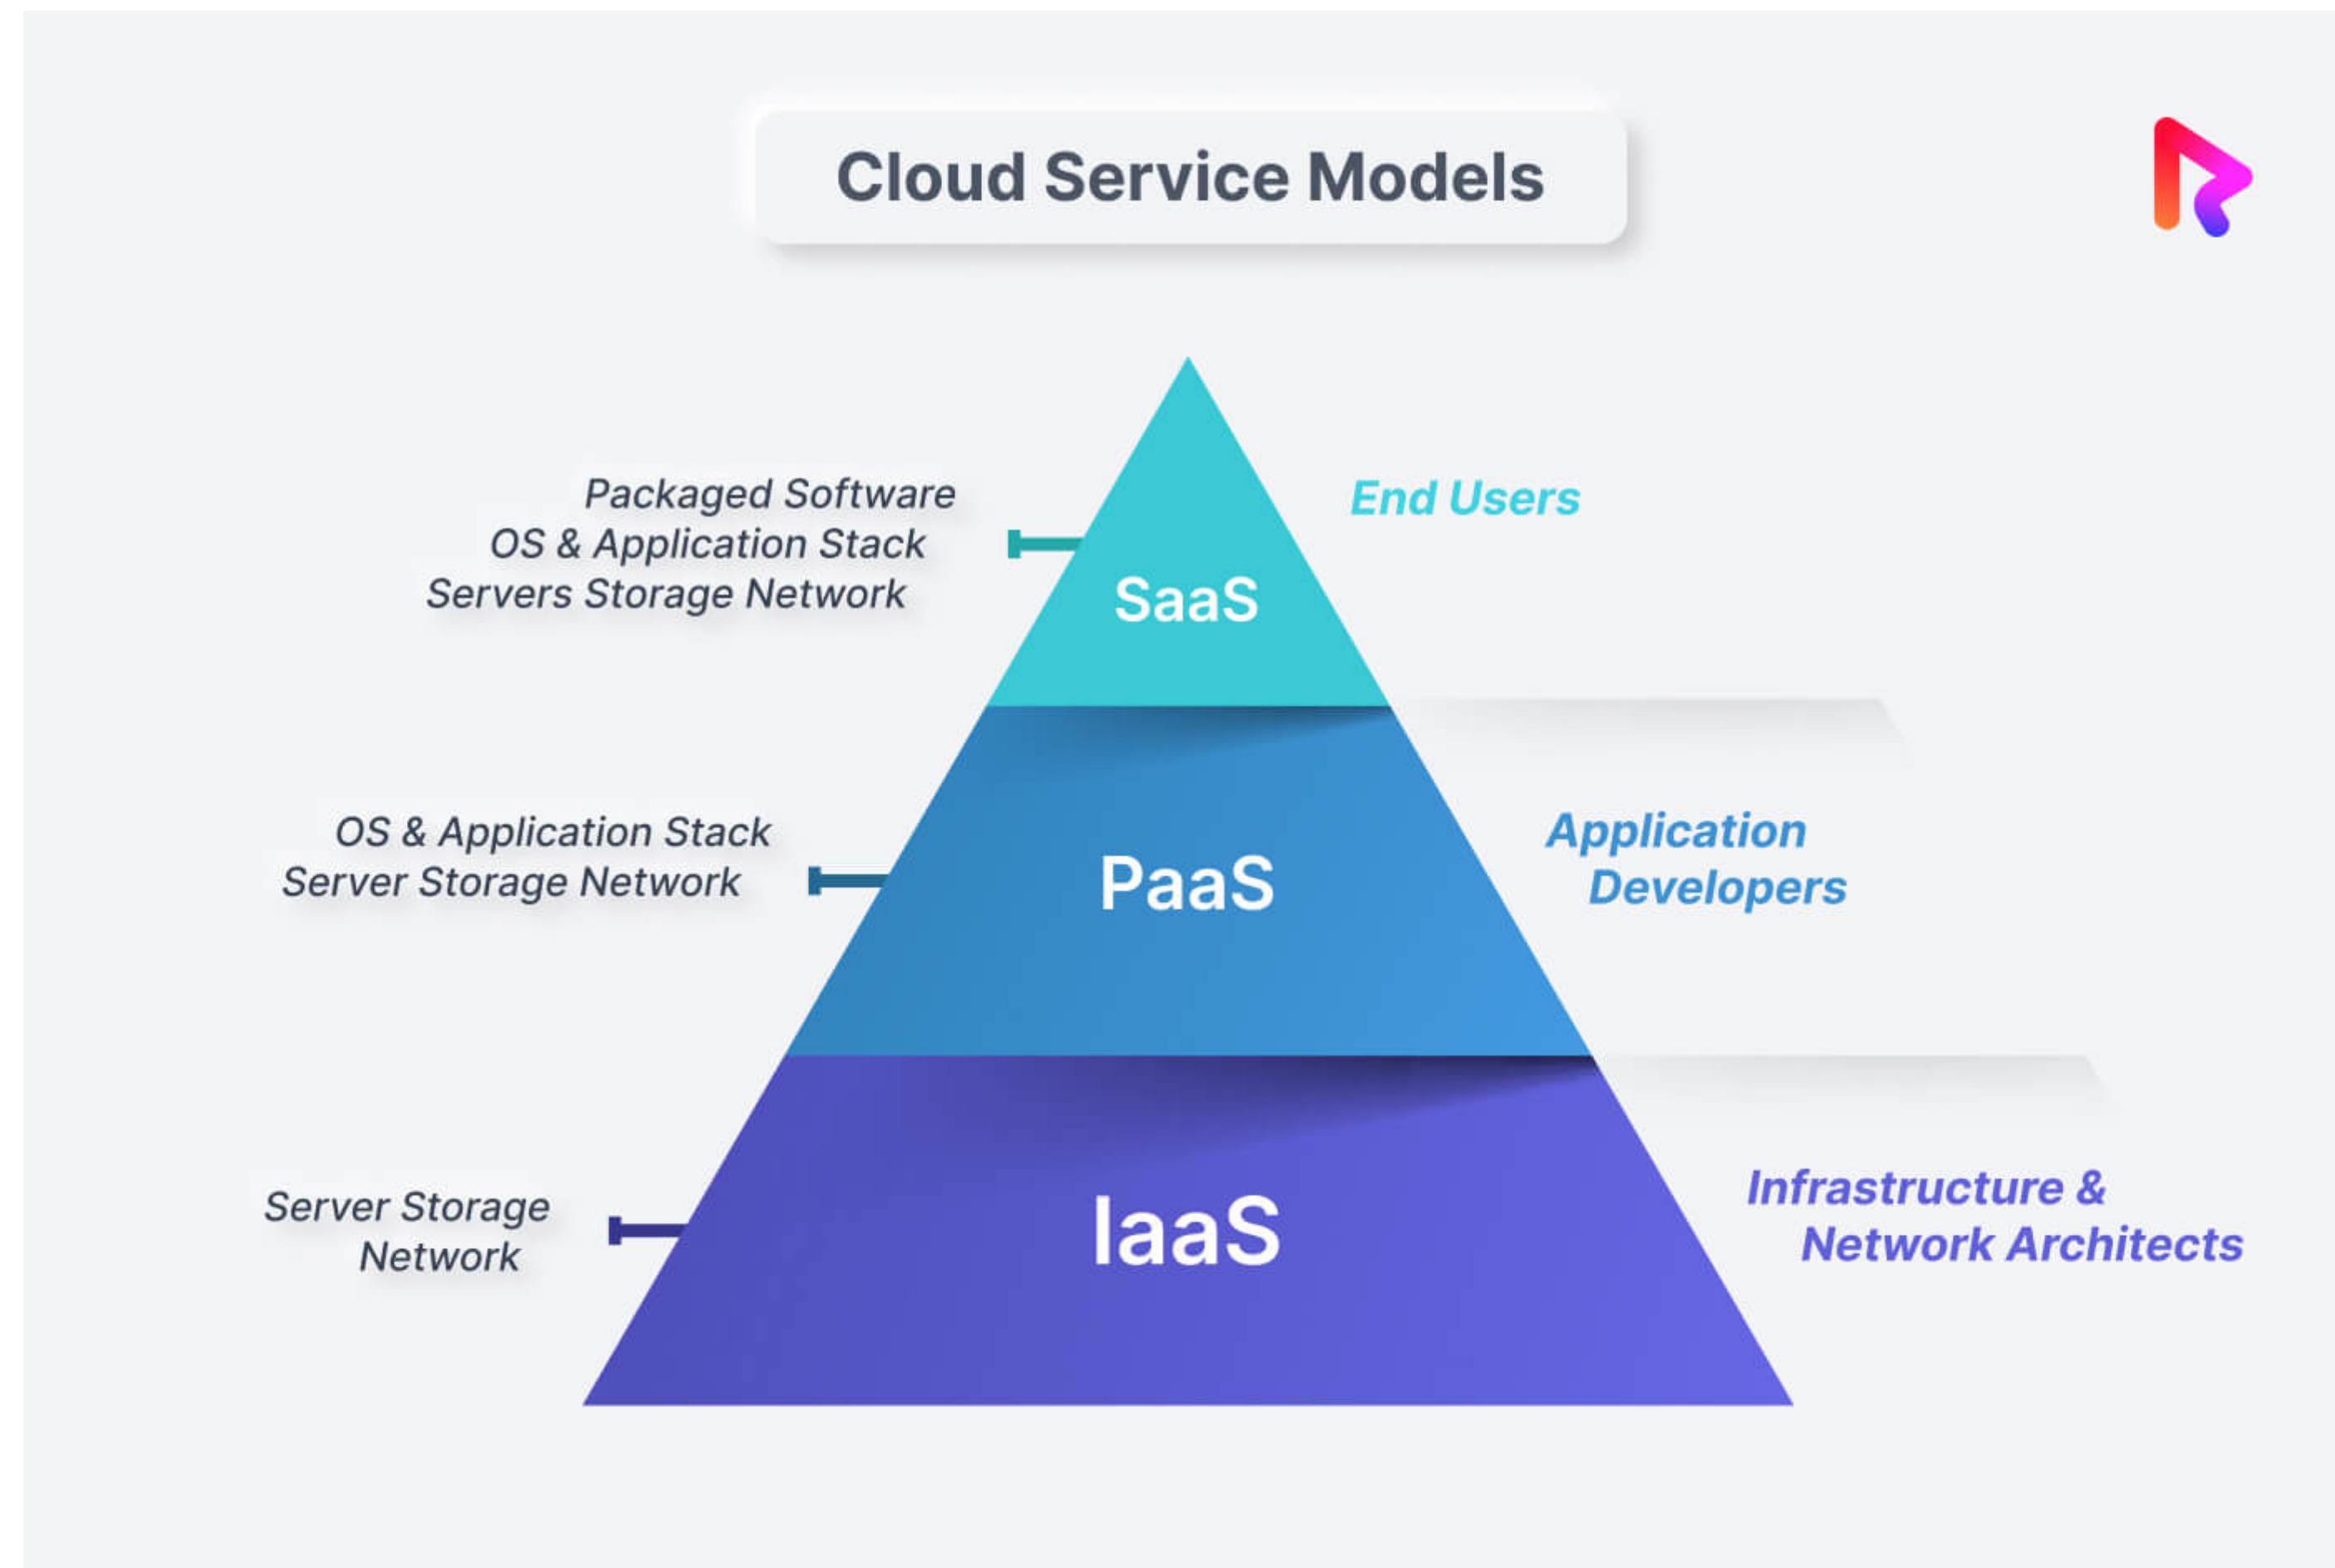 Cloud Service Models
Packaged Software
OS & Application Stack
Servers Storage Network
SaaS
End Users
OS & Application Stack
Server Storage Network
PaaS
Application
Developers
Server Storage
Network
IaaS
Infrastructure &
Network Architects